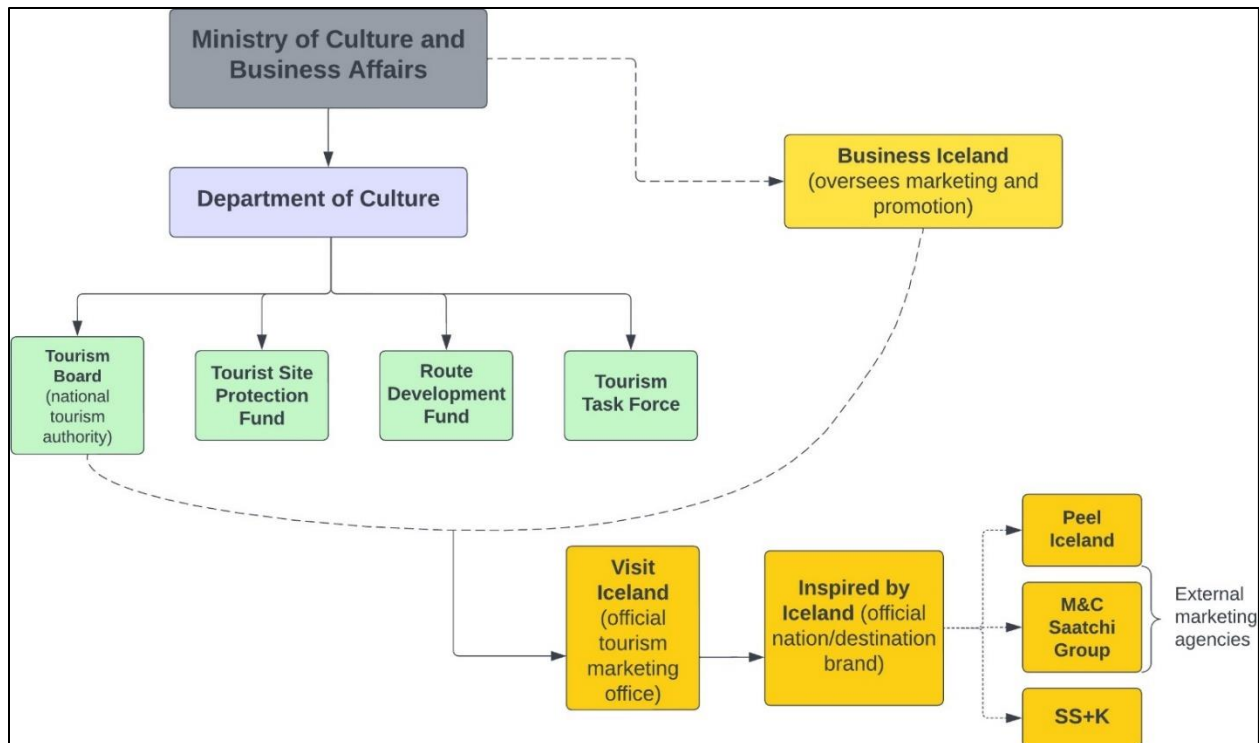 Ministry of Culture and
Business Affairs
Business Iceland
(oversees marketing and
promotion)
Department of Culture
Tourism
Board
(national
tourism
authority)
Tourist Site
Protection
Fund
Route
Development
Fund
Tourism
Task Force
Visit
Iceland
(official
tourism
marketing
office)
Inspired by
Iceland (official
nation/destination
brand)
Peel
Iceland
M&C
Saatchi
Group
SS+K
External
marketing
agencies